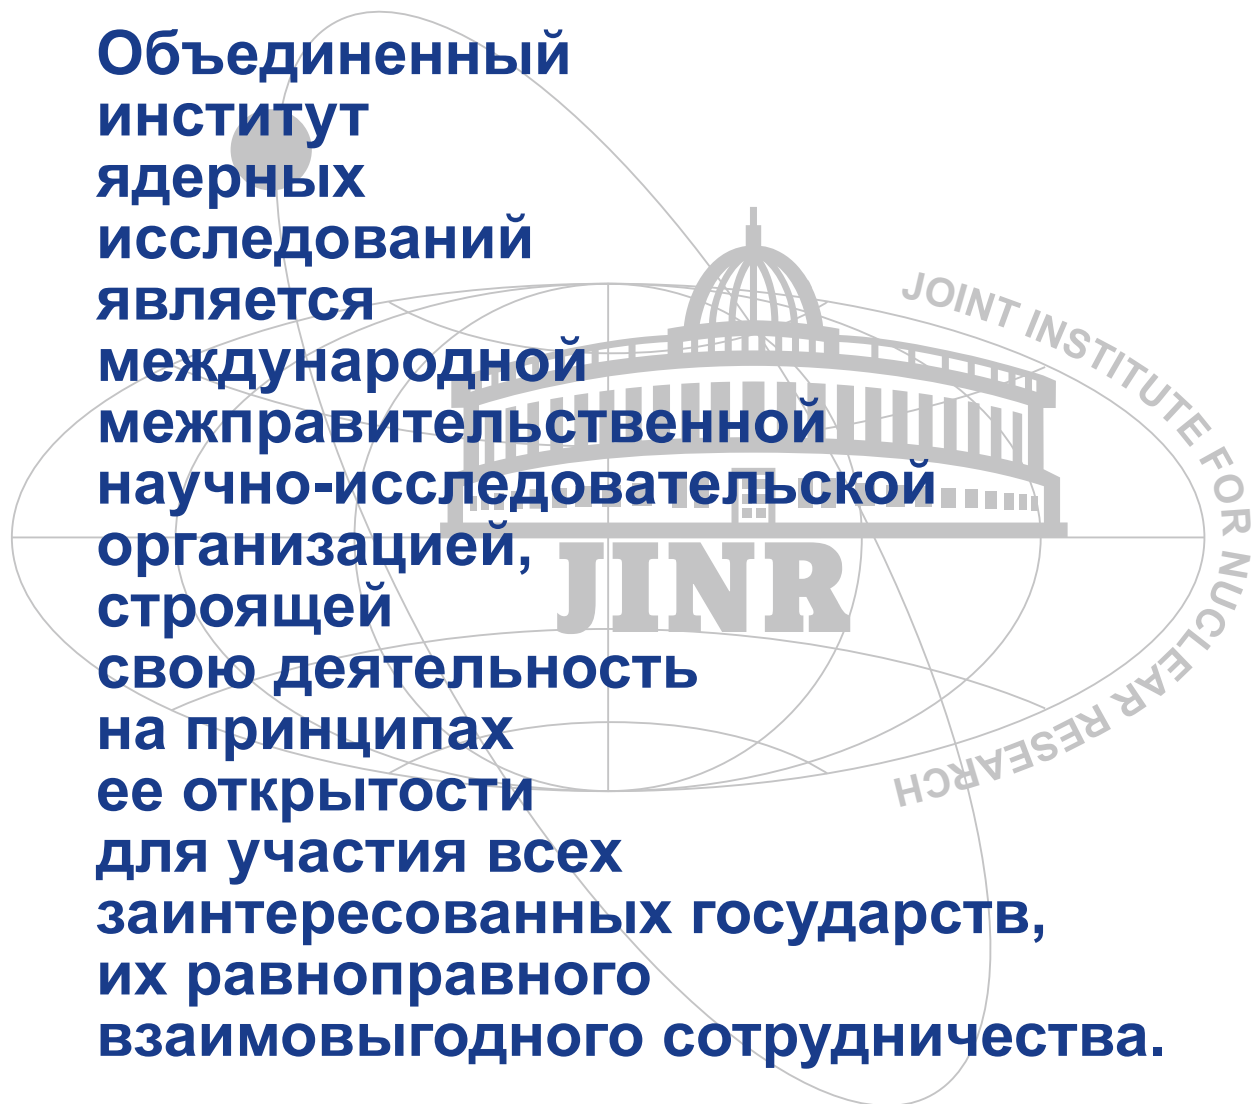 Объединенный
институт
ядерных
исследований
является
международной
межправительственной
научно-исследовательской
организацией,
строящей
свою деятельность
на принципах
ее открытости
для участия всех
заинтересованных государств,
их равноправного
взаимовыгодного сотрудничества.
JINR
JOINT INSTITUTE FOR NUCLEAR RESEARCH